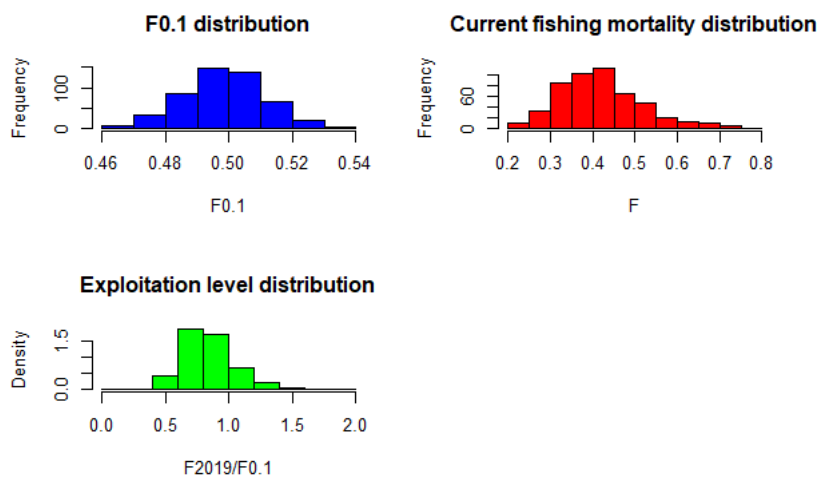 F0.1 distribution
Frequency
100
0
0.46 0.48 0.50 0.52 0.54
F0.1
Current fishing mortality distribution
Frequency
60
0
0.2 0.3 0.4 0.5 0.6 0.7 0.8
F
Exploitation level distribution
Density
1.5
0.0
0.0 0.5 1.0 1.5 2.0
F2019/F0.1